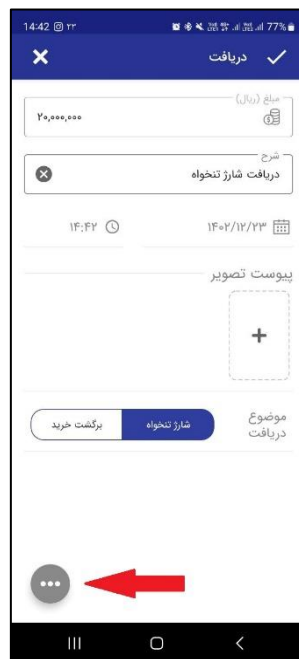 14:42 ۲۳ 77%
دریافت
مبلغ (ریال)
۲۰,۰۰۰,۰۰۰
شرح
دریافت شارژ تنخواه
۱۴۰۲/۱۲/۲۳ ۱۴:۴۲
پیوست تصویر
+
موضوع دریافت
شارژ تنخواه برگشت خرید